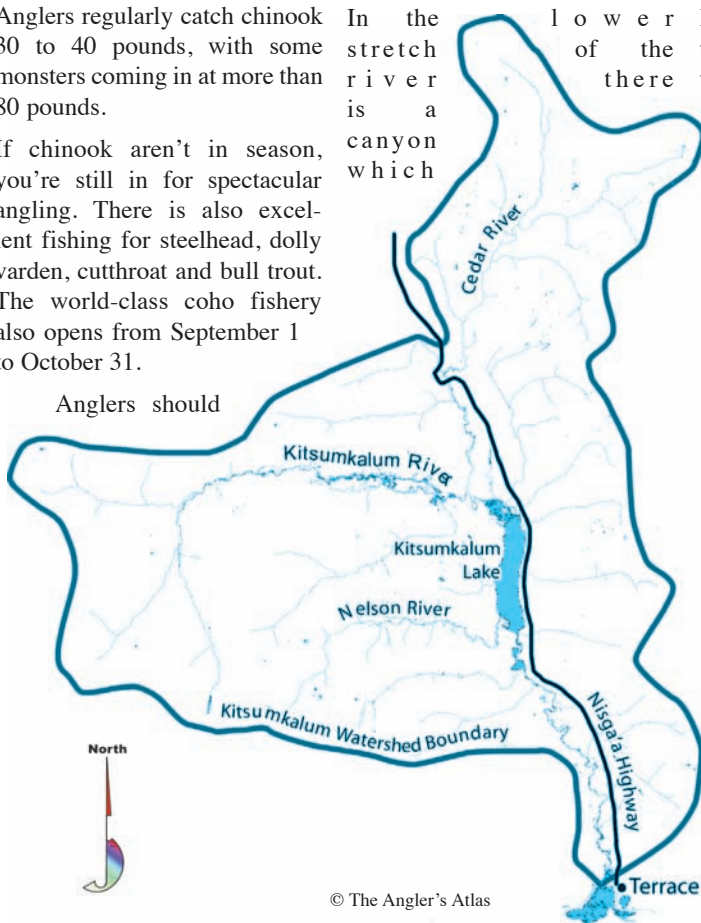 Anglers regularly catch chinook
30 to 40 pounds, with some
monsters coming in at more than
80 pounds.
If chinook aren't in season,
you're still in for spectacular
angling. There is also excel-
lent fishing for steelhead, dolly
varden, cutthroat and bull trout.
The world-class coho fishery
also opens from September 1
to October 31.
Anglers should
In the lower
stretch of the
river there
is a
canyon
which
Cedar River
Kitsumkalum River
Kitsumkalum
Lake
Nelson River
Kitsumkalum Watershed Boundary
Nisga'a Highway
North
Terrace
© The Angler's Atlas